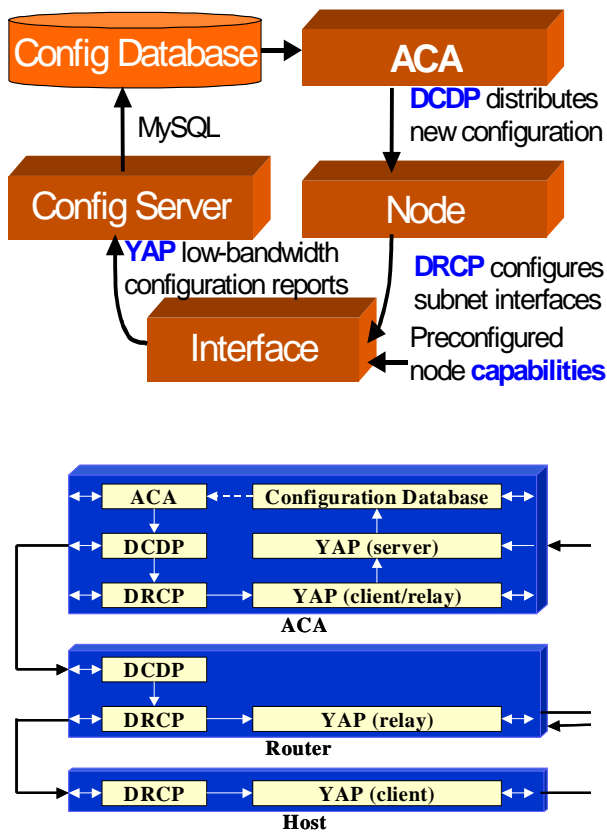 Config Database
ACA
DCDP distributes
new configuration
MySQL
Config Server
Node
YAP low-bandwidth
configuration reports
DRCP configures
subnet interfaces
Interface
Preconfigured
node capabilities
ACA
Configuration Database
DCDP
YAP (server)
DRCP
YAP (client/relay)
ACA
DCDP
DRCP
YAP (relay)
Router
DRCP
YAP (client)
Host